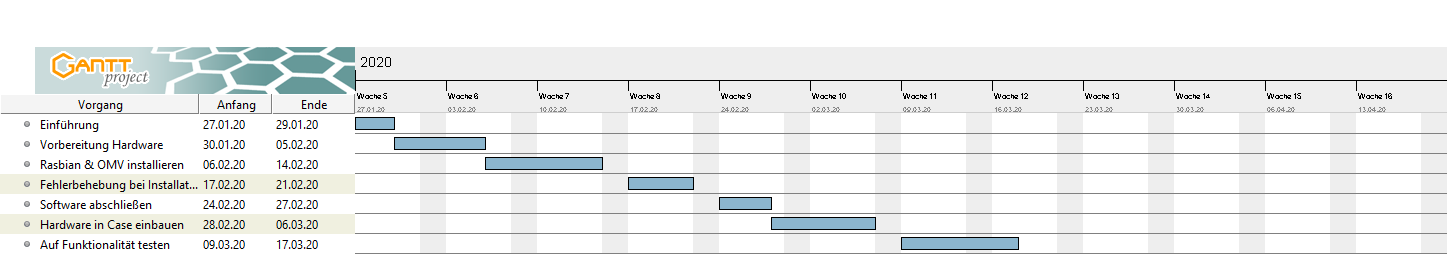 GANTT
project
2020
Woche 5 Woche 6 Woche 7 Woche 8 Woche 9 Woche 10 Woche 11 Woche 12 Woche 13 Woche 14 Woche 15 Woche 16
27.01.20 03.02.20 10.02.20 17.02.20 24.02.20 02.03.20 09.03.20 16.03.20 23.03.20 30.03.20 06.04.20 13.04.20
Vorgang Anfang Ende
Einführung 27.01.20 29.01.20
Vorbereitung Hardware 30.01.20 05.02.20
Rasbian & OMV installieren 06.02.20 14.02.20
Fehlerbehebung bei Installat... 17.02.20 21.02.20
Software abschließen 24.02.20 27.02.20
Hardware in Case einbauen 28.02.20 06.03.20
Auf Funktionalität testen 09.03.20 17.03.20